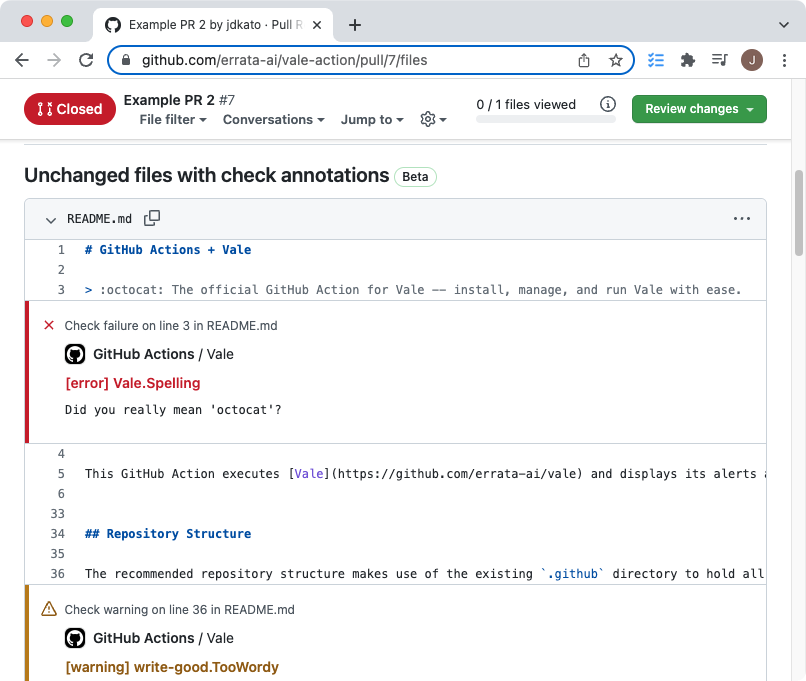 Example PR 2 by jdkato · Pull R
github.com/errata-ai/vale-action/pull/7/files
J
Closed
Example PR 2 #7
File filter
Conversations
Jump to
0 / 1 files viewed
Review changes
Unchanged files with check annotations Beta
README.md
1 # GitHub Actions + Vale
2
3 > :octocat: The official GitHub Action for Vale -- install, manage, and run Vale with ease.
Check failure on line 3 in README.md
GitHub Actions / Vale
[error] Vale.Spelling
Did you really mean 'octocat'?
4
5 This GitHub Action executes [Vale](https://github.com/errata-ai/vale) and displays its alerts
6
33
34 ## Repository Structure
35
36 The recommended repository structure makes use of the existing `.github` directory to hold all
Check warning on line 36 in README.md
GitHub Actions / Vale
[warning] write-good.TooWordy